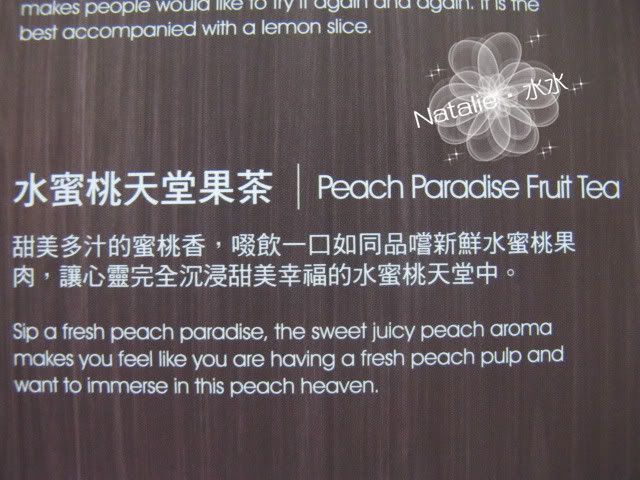 makes people would like to try it again and again. It is the
best accompanied with a lemon slice.
Natalie · 水水
水蜜桃天堂果茶 | Peach Paradise Fruit Tea
甜美多汁的蜜桃香，啜飲一口如同品嚐新鮮水蜜桃果
肉，讓心靈完全沉浸甜美幸福的水蜜桃天堂中。
Sip a fresh peach paradise, the sweet juicy peach aroma
makes you feel like you are having a fresh peach pulp and
want to immerse in this peach heaven.